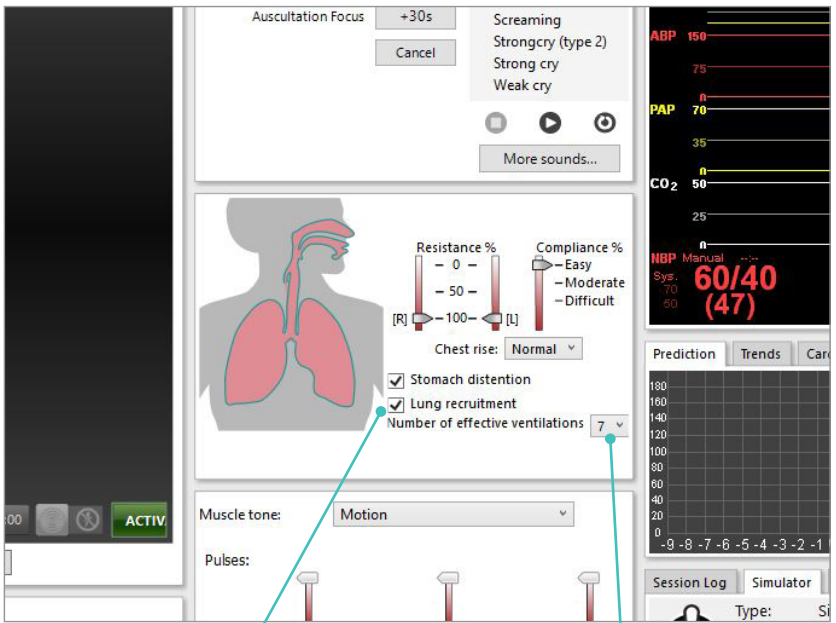 Auscultation Focus
+30s
Cancel
Screaming
Strongcry (type 2)
Strong cry
Weak cry
More sounds...
Resistance %
0
50
100
[R]
[L]
Compliance %
Easy
Moderate
Difficult
Chest rise: Normal
Stomach distention
Lung recruitment
Number of effective ventilations 7
:00
ACTIV
Muscle tone: Motion
Pulses:
ABP 150
75
0
PAP 70
35
0
CO2 50
25
0
NBP Manual --:--
Sys.
70
50
60/40
(47)
Prediction Trends Car
180
160
140
120
100
80
60
40
20
0
-9 -8 -7 -6 -5 -4 -3 -2 -1
Session Log Simulator
Type: Si